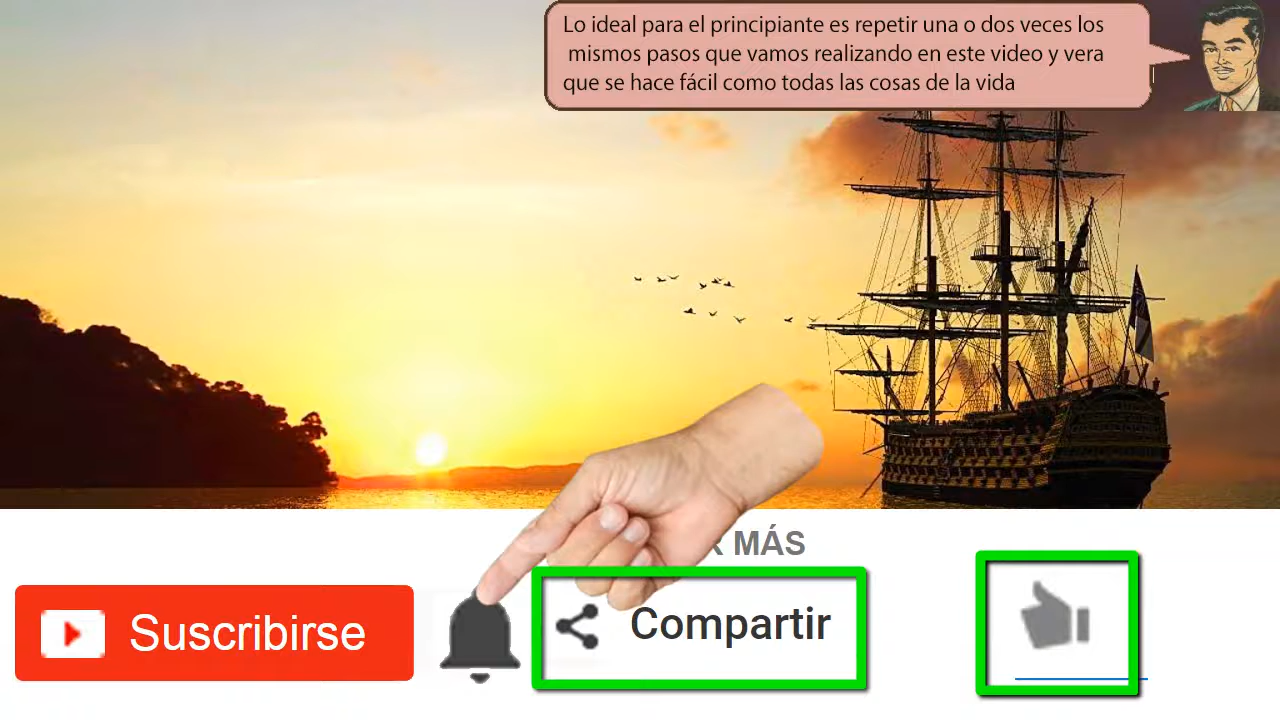 Lo ideal para el principiante es repetir una o dos veces los
mismos pasos que vamos realizando en este video y vera
que se hace fácil como todas las cosas de la vida
MÁS
Suscribirse
Compartir